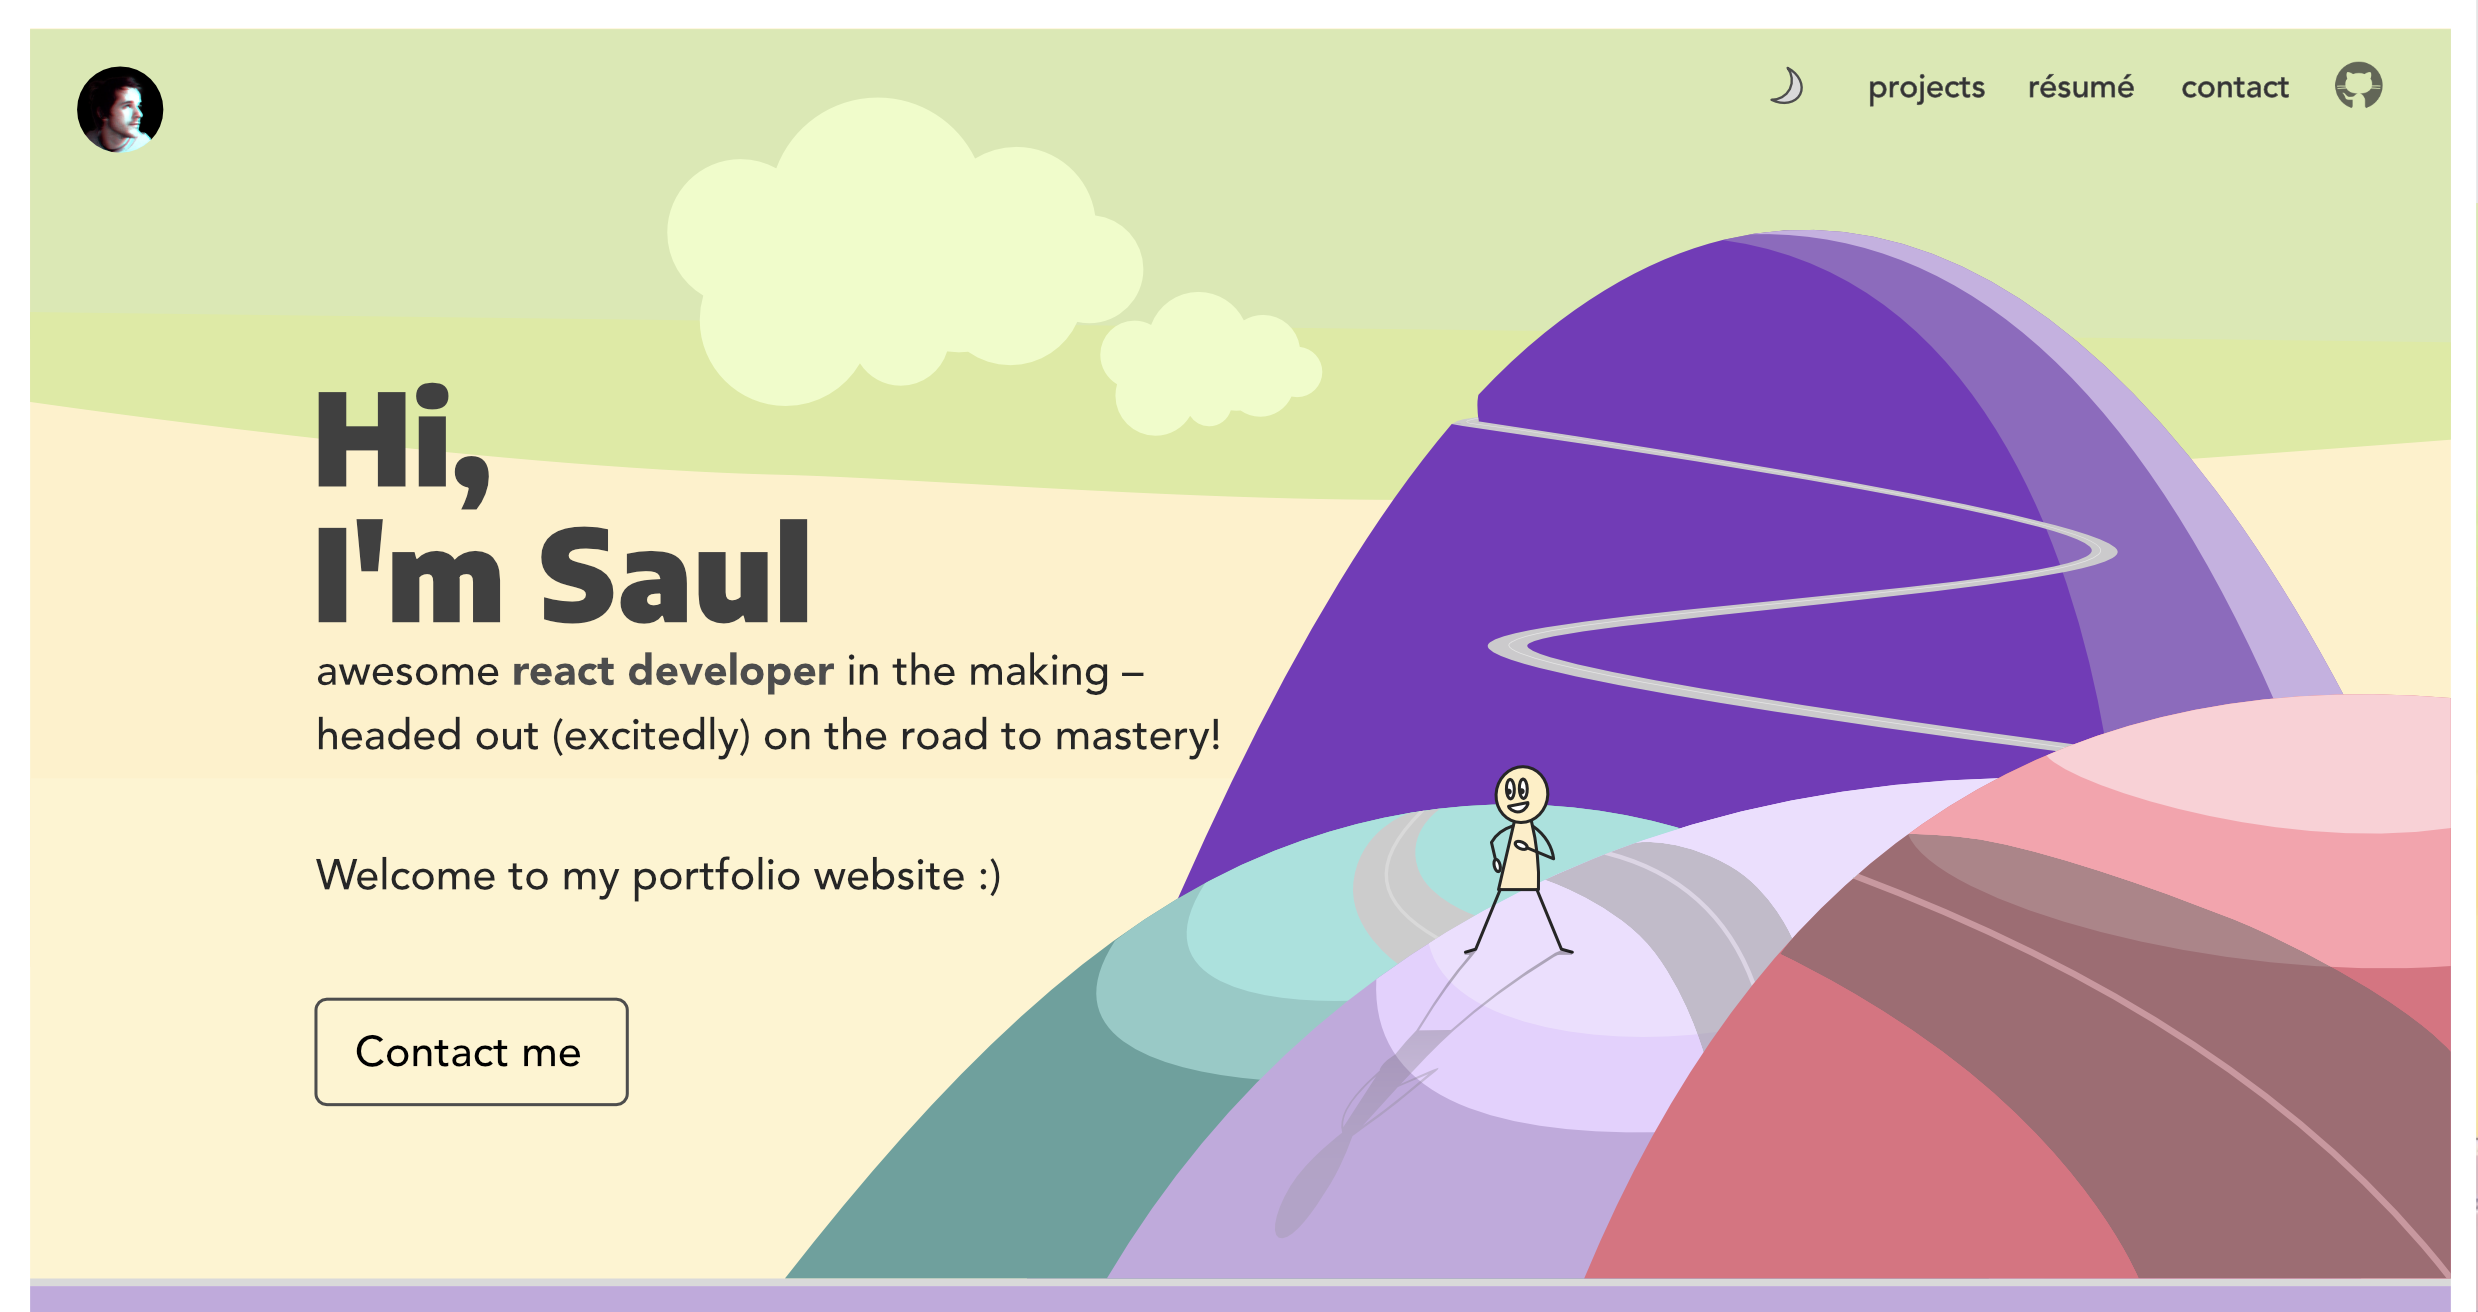 projects résumé contact
Hi,
I'm Saul
awesome react developer in the making –
headed out (excitedly) on the road to mastery!
Welcome to my portfolio website :)
Contact me